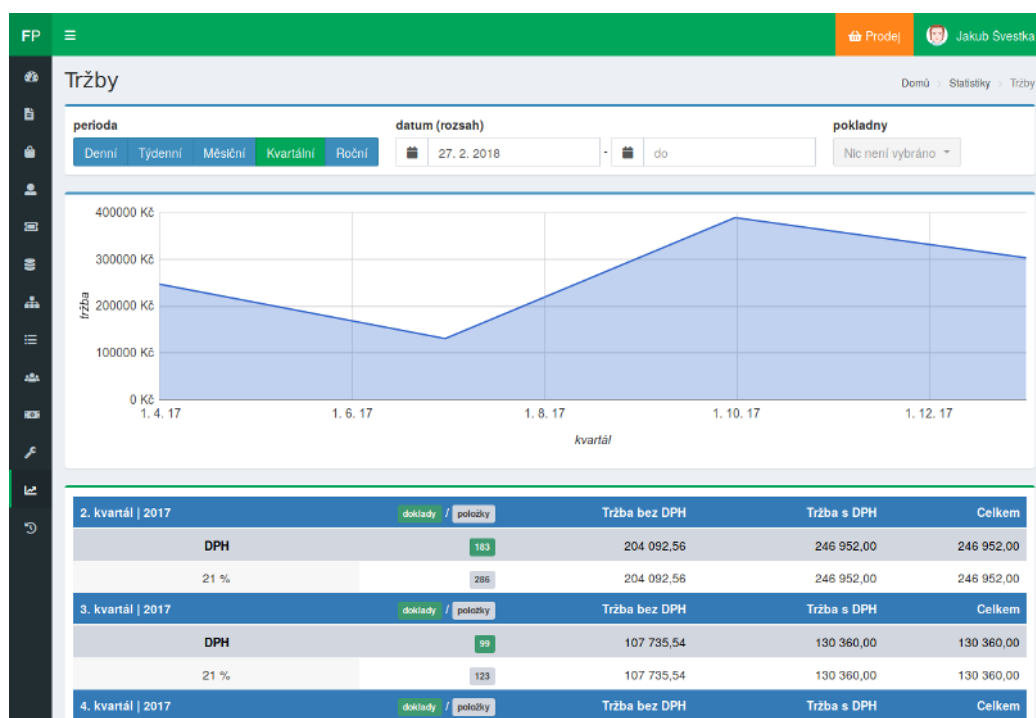 FP Prodej Jakub Svestka
Tržby Domů > Statistiky > Tržby
perioda datum (rozsah) pokladny
Denní Týdenní Měsíční Kvartální Roční 27. 2. 2018 - do Nic není vybráno
400000 Kč
300000 Kč
200000 Kč
100000 Kč
0 Kč
tržba
1. 4. 17 1. 6. 17 1. 8. 17 1. 10. 17 1. 12. 17
kvartál
2. kvartál | 2017 doklady / položky Tržba bez DPH Tržba s DPH Celkem
DPH 183 204 092,56 246 952,00 246 952,00
21 % 286 204 092,56 246 952,00 246 952,00
3. kvartál | 2017 doklady / položky Tržba bez DPH Tržba s DPH Celkem
DPH 99 107 735,54 130 360,00 130 360,00
21 % 123 107 735,54 130 360,00 130 360,00
4. kvartál | 2017 doklady / položky Tržba bez DPH Tržba s DPH Celkem